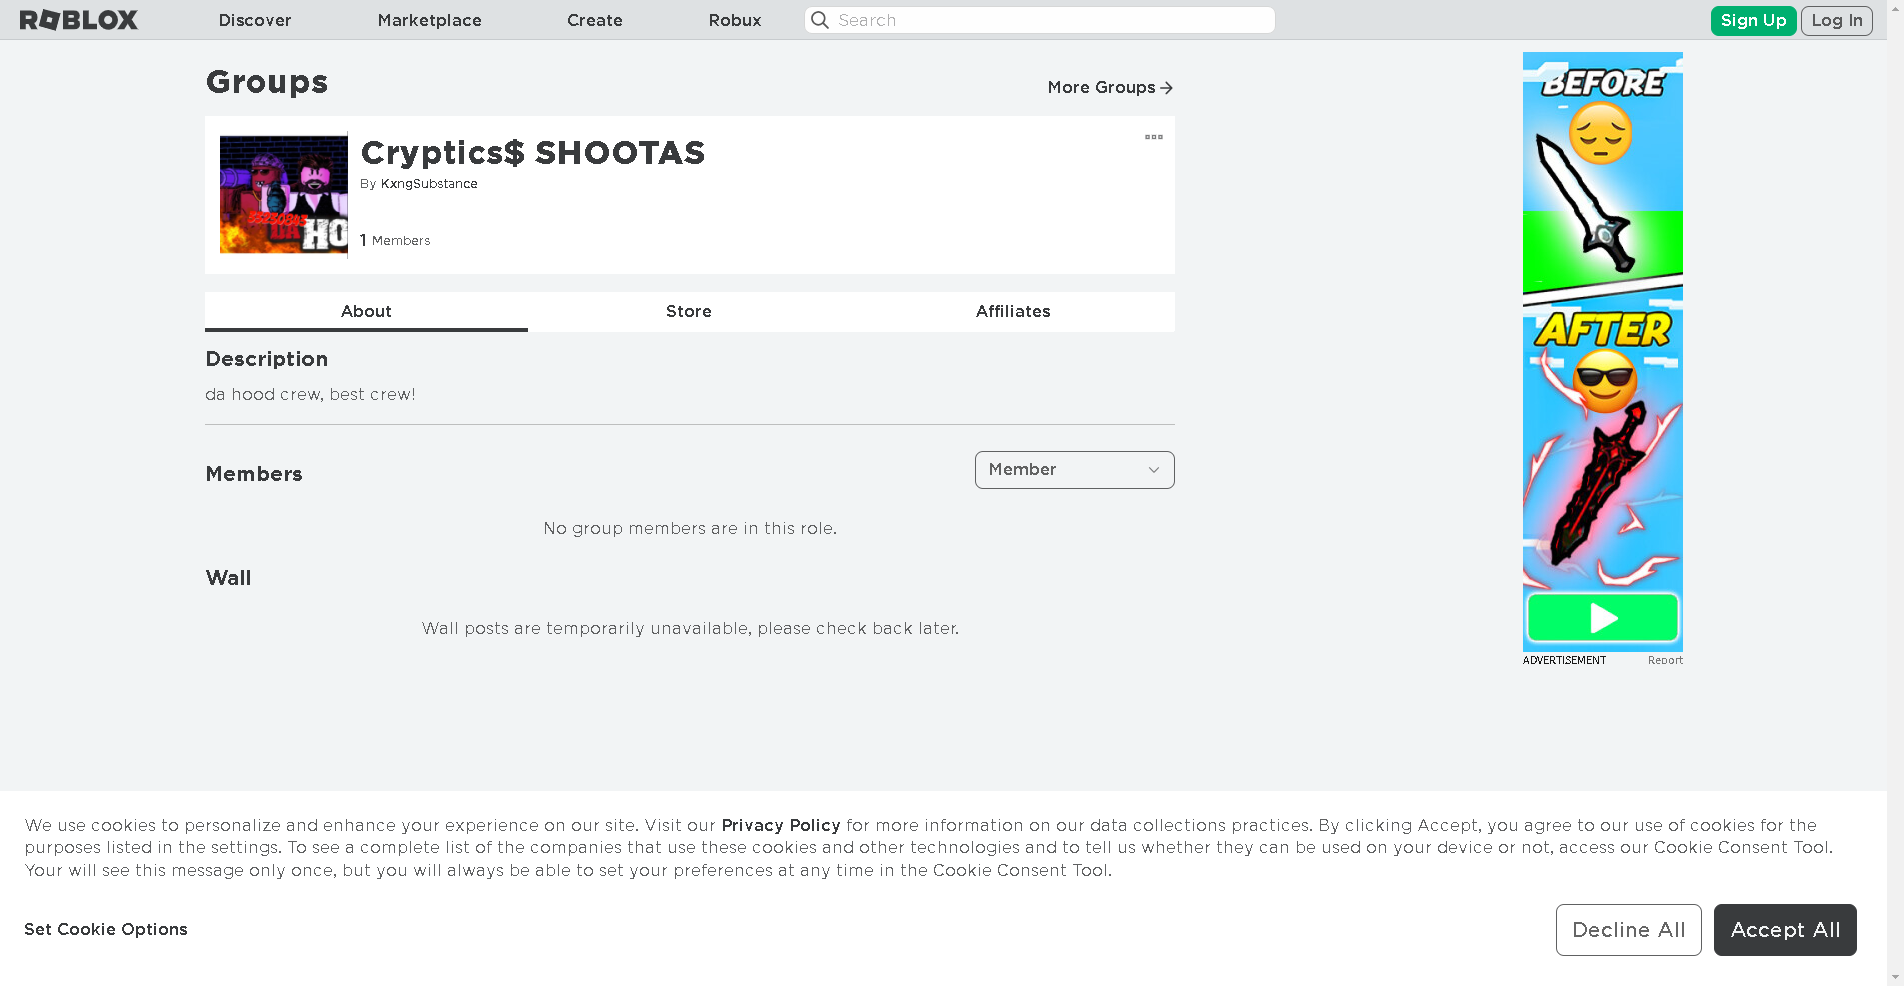 ROBLOX
Discover
Marketplace
Create
Robux
Search
Sign Up
Log In
Groups
More Groups
Cryptics$ SHOOTAS
By KxngSubstance
1 Members
DA HO
About
Store
Affiliates
Description
da hood crew, best crew!
Members
Member
No group members are in this role.
Wall
Wall posts are temporarily unavailable, please check back later.
BEFORE
AFTER
ADVERTISEMENT
Report
We use cookies to personalize and enhance your experience on our site. Visit our Privacy Policy for more information on our data collections practices. By clicking Accept, you agree to our use of cookies for the
purposes listed in the settings. To see a complete list of the companies that use these cookies and other technologies and to tell us whether they can be used on your device or not, access our Cookie Consent Tool.
Your will see this message only once, but you will always be able to set your preferences at any time in the Cookie Consent Tool.
Set Cookie Options
Decline All
Accept All